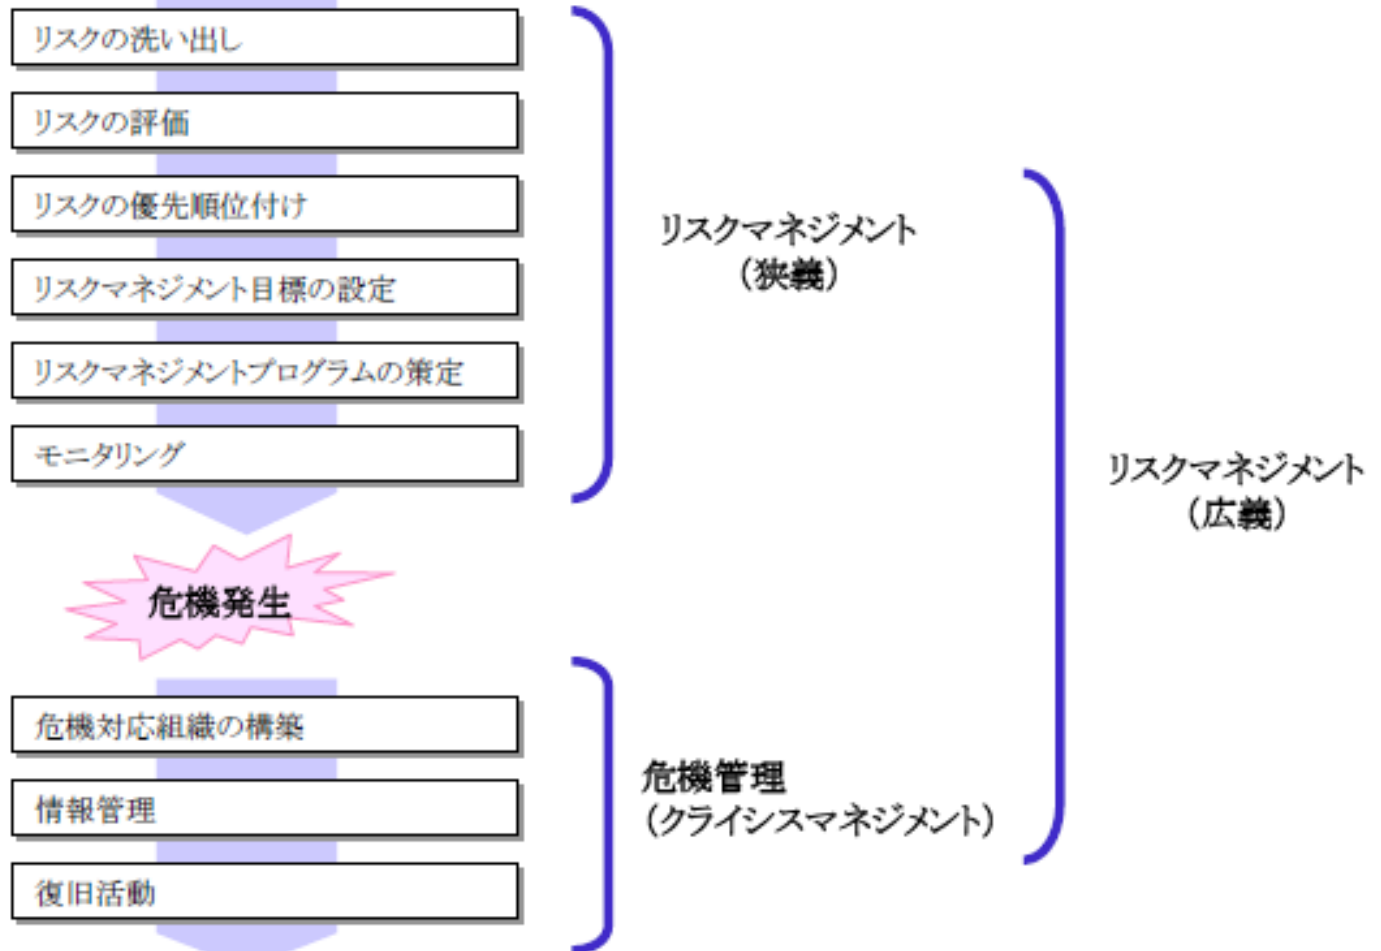 リスクの洗い出し
リスクの評価
リスクの優先順位付け
リスクマネジメント目標の設定
リスクマネジメントプログラムの策定
モニタリング
リスクマネジメント
（狭義）
リスクマネジメント
（広義）
危機発生
危機対応組織の構築
情報管理
復旧活動
危機管理
（クライシスマネジメント）